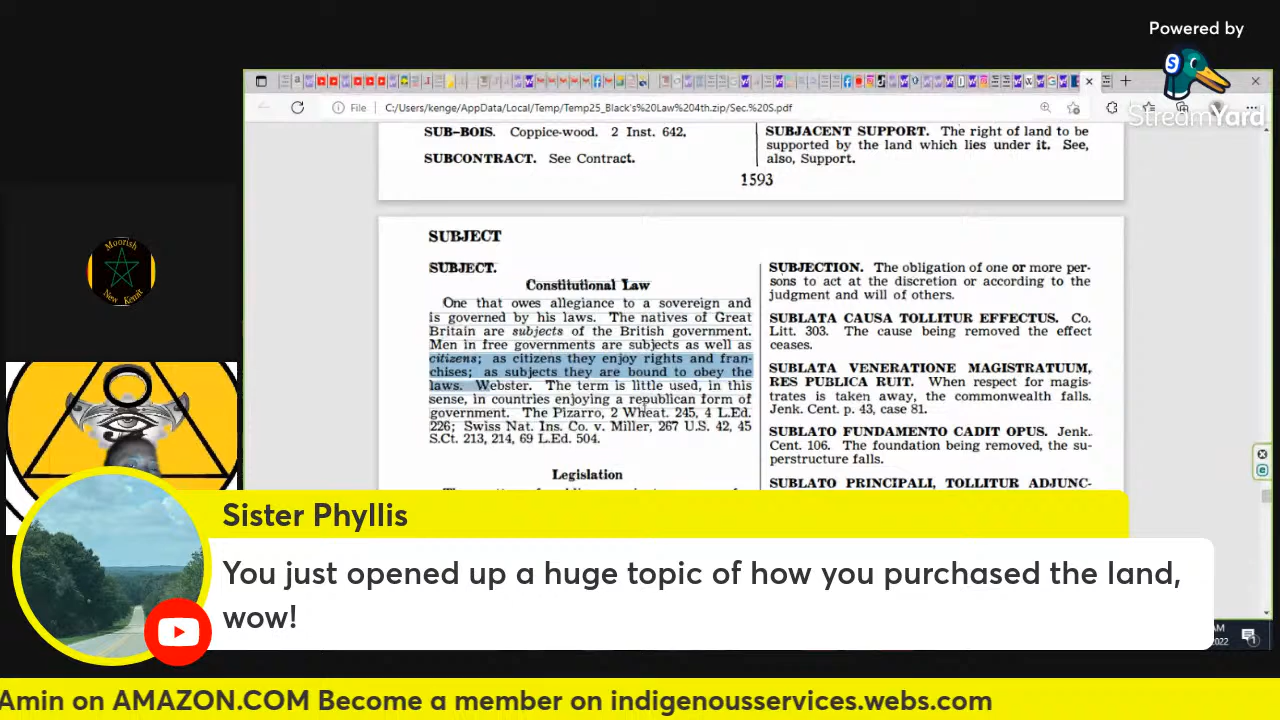 Powered by
StreamYard
File
C:/Users/kenge/AppData/Local/Temp/Temp25_Black's%20Law%204th.zip/Sec.%20S.pdf
SUB-BOIS. Coppice-wood. 2 Inst. 642.
SUBCONTRACT. See Contract.
SUBJACENT SUPPORT. The right of land to be
supported by the land which lies under it. See,
also, Support.
1593
SUBJECT
SUBJECT.
Constitutional Law
One that owes allegiance to a sovereign and
is governed by his laws. The natives of Great
Britain are subjects of the British government.
Men in free governments are subjects as well as
citizens; as citizens they enjoy rights and fran-
chises; as subjects they are bound to obey the
laws. Webster. The term is little used, in this
sense, in countries enjoying a republican form of
government. The Pizarro, 2 Wheat. 245, 4 L.Ed.
226; Swiss Nat. Ins. Co. v. Miller, 267 U.S. 42, 45
S.Ct. 213, 214, 69 L.Ed. 504.
Legislation
SUBJECTION. The obligation of one or more per-
sons to act at the discretion or according to the
judgment and will of others.
SUBLATA CAUSA TOLLITUR EFFECTUS. Co.
Litt. 303. The cause being removed the effect
ceases.
SUBLATA VENERATIONE MAGISTRATUUM,
RES PUBLICA RUIT. When respect for magis-
trates is taken away, the commonwealth falls.
Jenk. Cent. p. 43, case 81.
SUBLATO FUNDAMENTO CADIT OPUS. Jenk.
Cent. 106. The foundation being removed, the su-
perstructure falls.
SUBLATO PRINCIPALI, TOLLITUR ADJUNC-
Moorish
New Kemit
Sister Phyllis
You just opened up a huge topic of how you purchased the land,
wow!
AM
2022
Amin on AMAZON.COM Become a member on indigenousservices.webs.com